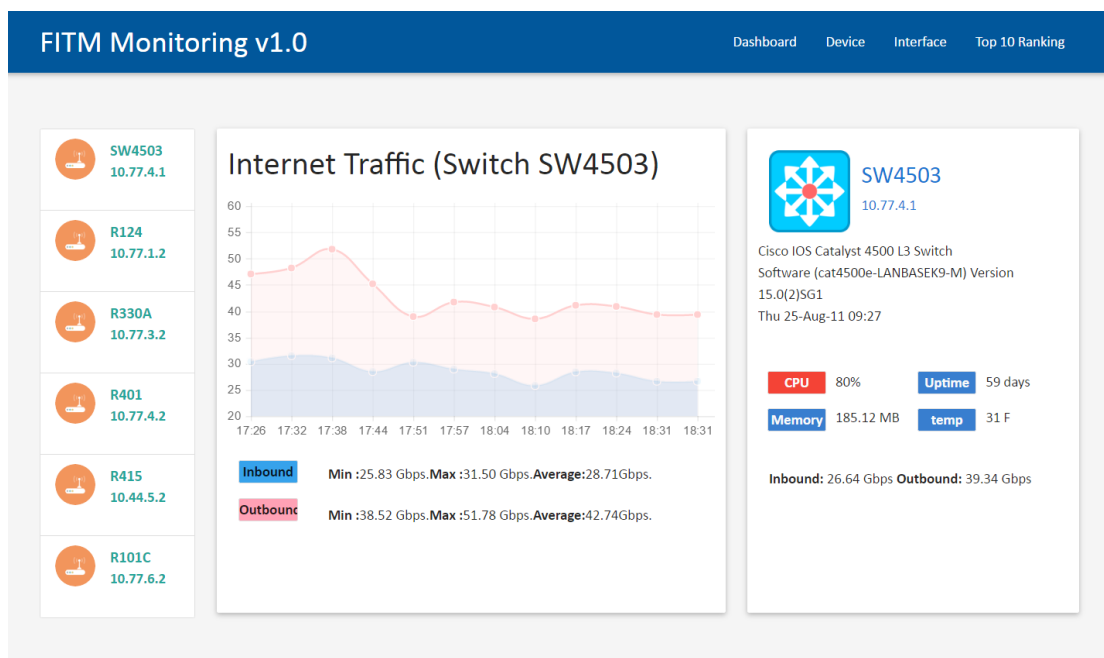 FITM Monitoring v1.0
Dashboard Device Interface Top 10 Ranking
SW4503
10.77.4.1
R124
10.77.1.2
R330A
10.77.3.2
R401
10.77.4.2
R415
10.44.5.2
R101C
10.77.6.2
Internet Traffic (Switch SW4503)
60
55
50
45
40
35
30
25
20
17:26 17:32 17:38 17:44 17:51 17:57 18:04 18:10 18:17 18:24 18:31 18:31
Inbound Min :25.83 Gbps.Max :31.50 Gbps.Average:28.71Gbps.
Outbound Min :38.52 Gbps.Max :51.78 Gbps.Average:42.74Gbps.
SW4503
10.77.4.1
Cisco IOS Catalyst 4500 L3 Switch
Software (cat4500e-LANBASEK9-M) Version
15.0(2)SG1
Thu 25-Aug-11 09:27
CPU 80% Uptime 59 days
Memory 185.12 MB temp 31 F
Inbound: 26.64 Gbps Outbound: 39.34 Gbps